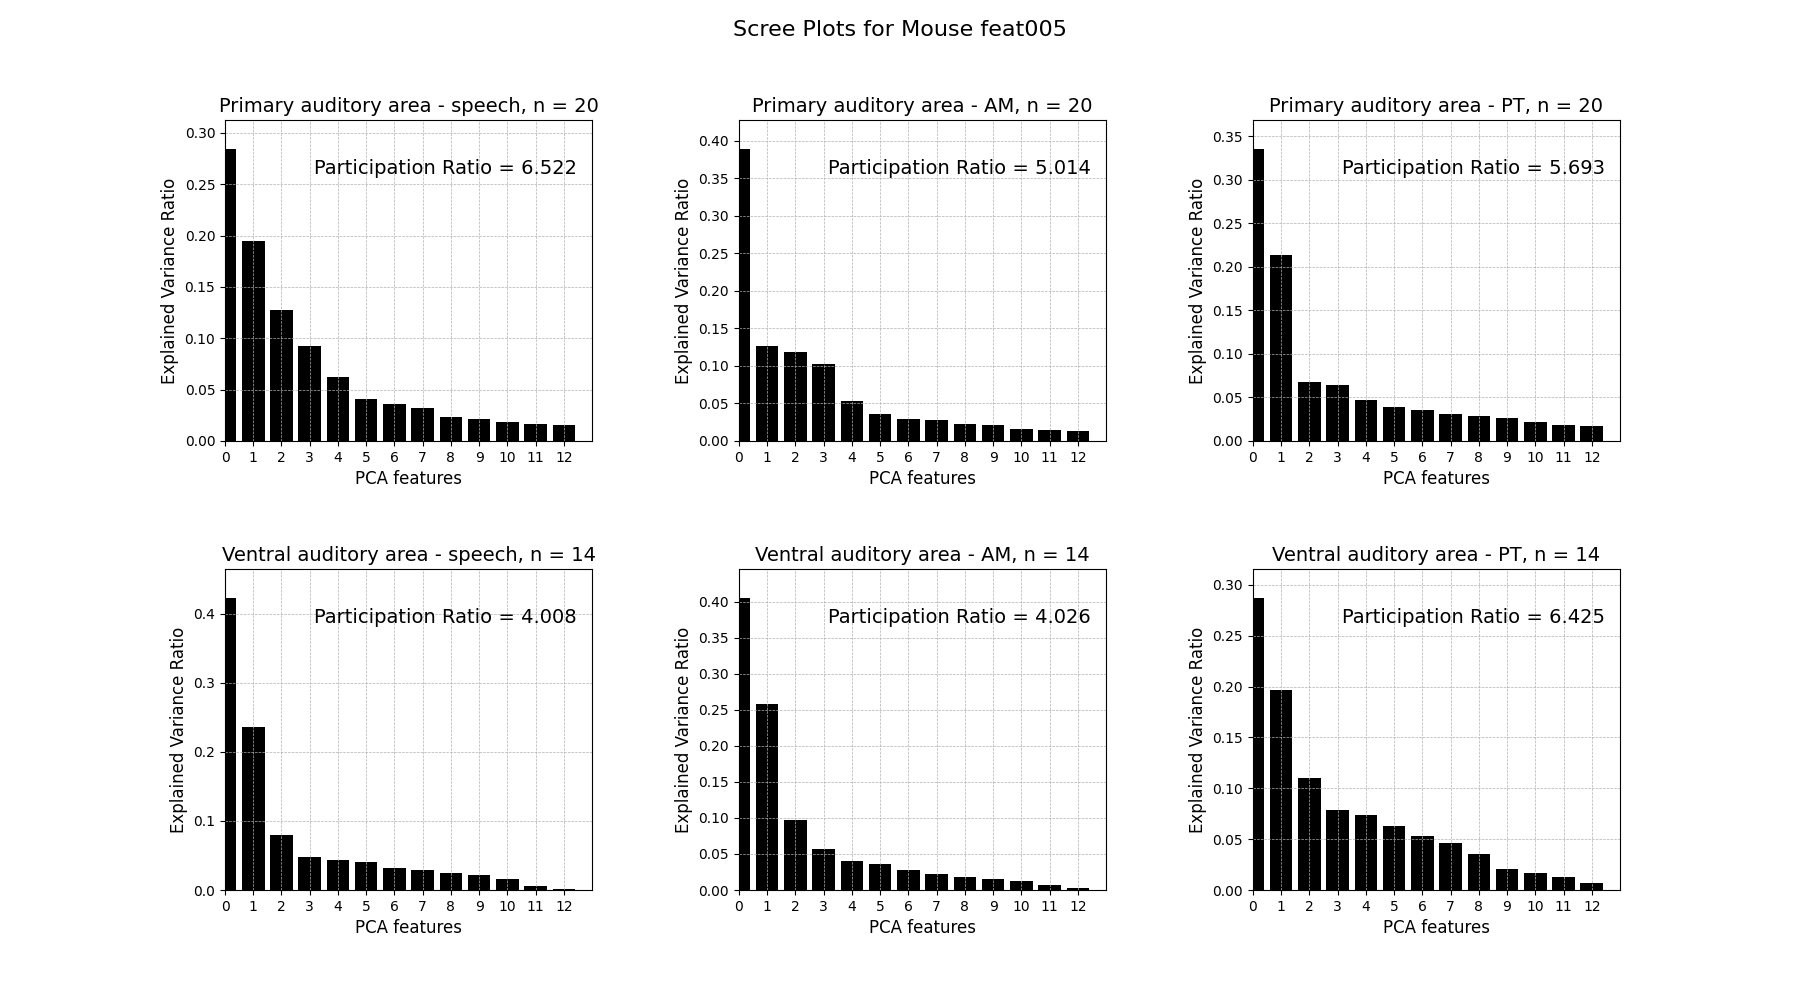 Scree Plots for Mouse feat005
Primary auditory area - speech, n = 20
Participation Ratio = 6.522
Explained Variance Ratio
0.30
0.25
0.20
0.15
0.10
0.05
0.00
0 1 2 3 4 5 6 7 8 9 10 11 12
PCA features
Primary auditory area - AM, n = 20
Participation Ratio = 5.014
Explained Variance Ratio
0.40
0.35
0.30
0.25
0.20
0.15
0.10
0.05
0.00
0 1 2 3 4 5 6 7 8 9 10 11 12
PCA features
Primary auditory area - PT, n = 20
Participation Ratio = 5.693
Explained Variance Ratio
0.35
0.30
0.25
0.20
0.15
0.10
0.05
0.00
0 1 2 3 4 5 6 7 8 9 10 11 12
PCA features
Ventral auditory area - speech, n = 14
Participation Ratio = 4.008
Explained Variance Ratio
0.4
0.3
0.2
0.1
0.0
0 1 2 3 4 5 6 7 8 9 10 11 12
PCA features
Ventral auditory area - AM, n = 14
Participation Ratio = 4.026
Explained Variance Ratio
0.40
0.35
0.30
0.25
0.20
0.15
0.10
0.05
0.00
0 1 2 3 4 5 6 7 8 9 10 11 12
PCA features
Ventral auditory area - PT, n = 14
Participation Ratio = 6.425
Explained Variance Ratio
0.30
0.25
0.20
0.15
0.10
0.05
0.00
0 1 2 3 4 5 6 7 8 9 10 11 12
PCA features